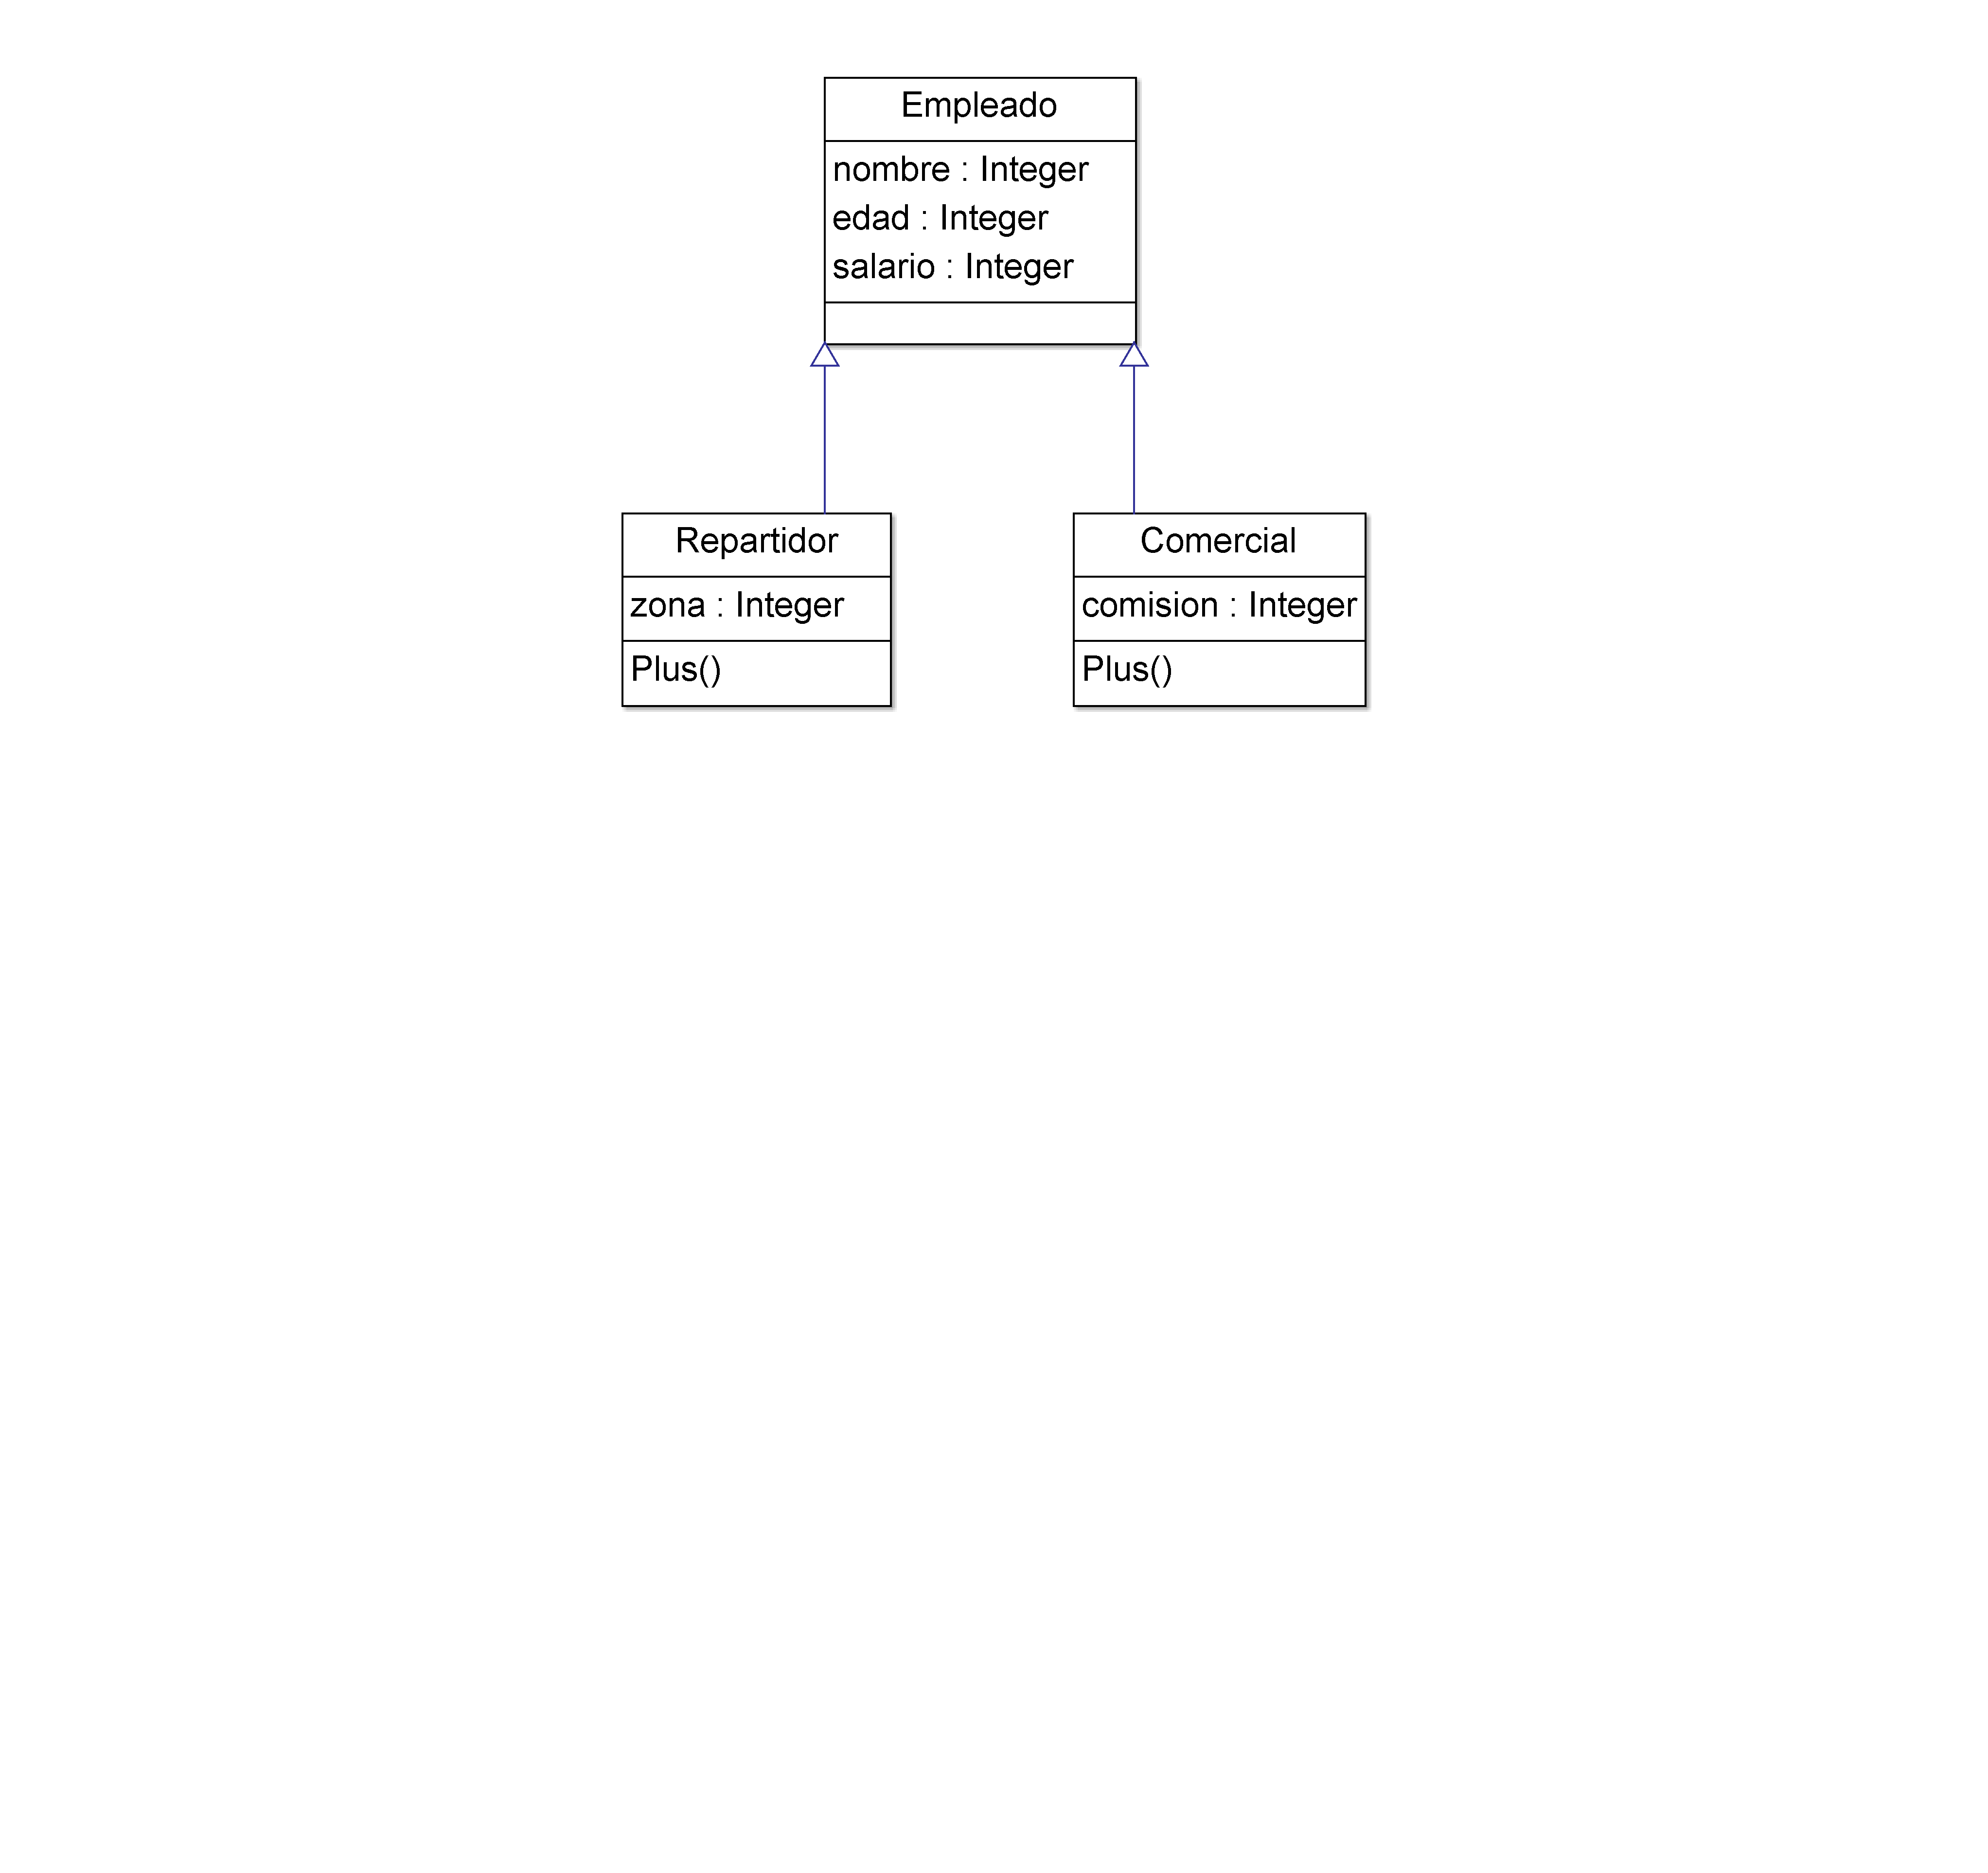 Empleado
nombre : Integer
edad : Integer
salario : Integer
Repartidor
zona : Integer
Plus()
Comercial
comision : Integer
Plus()